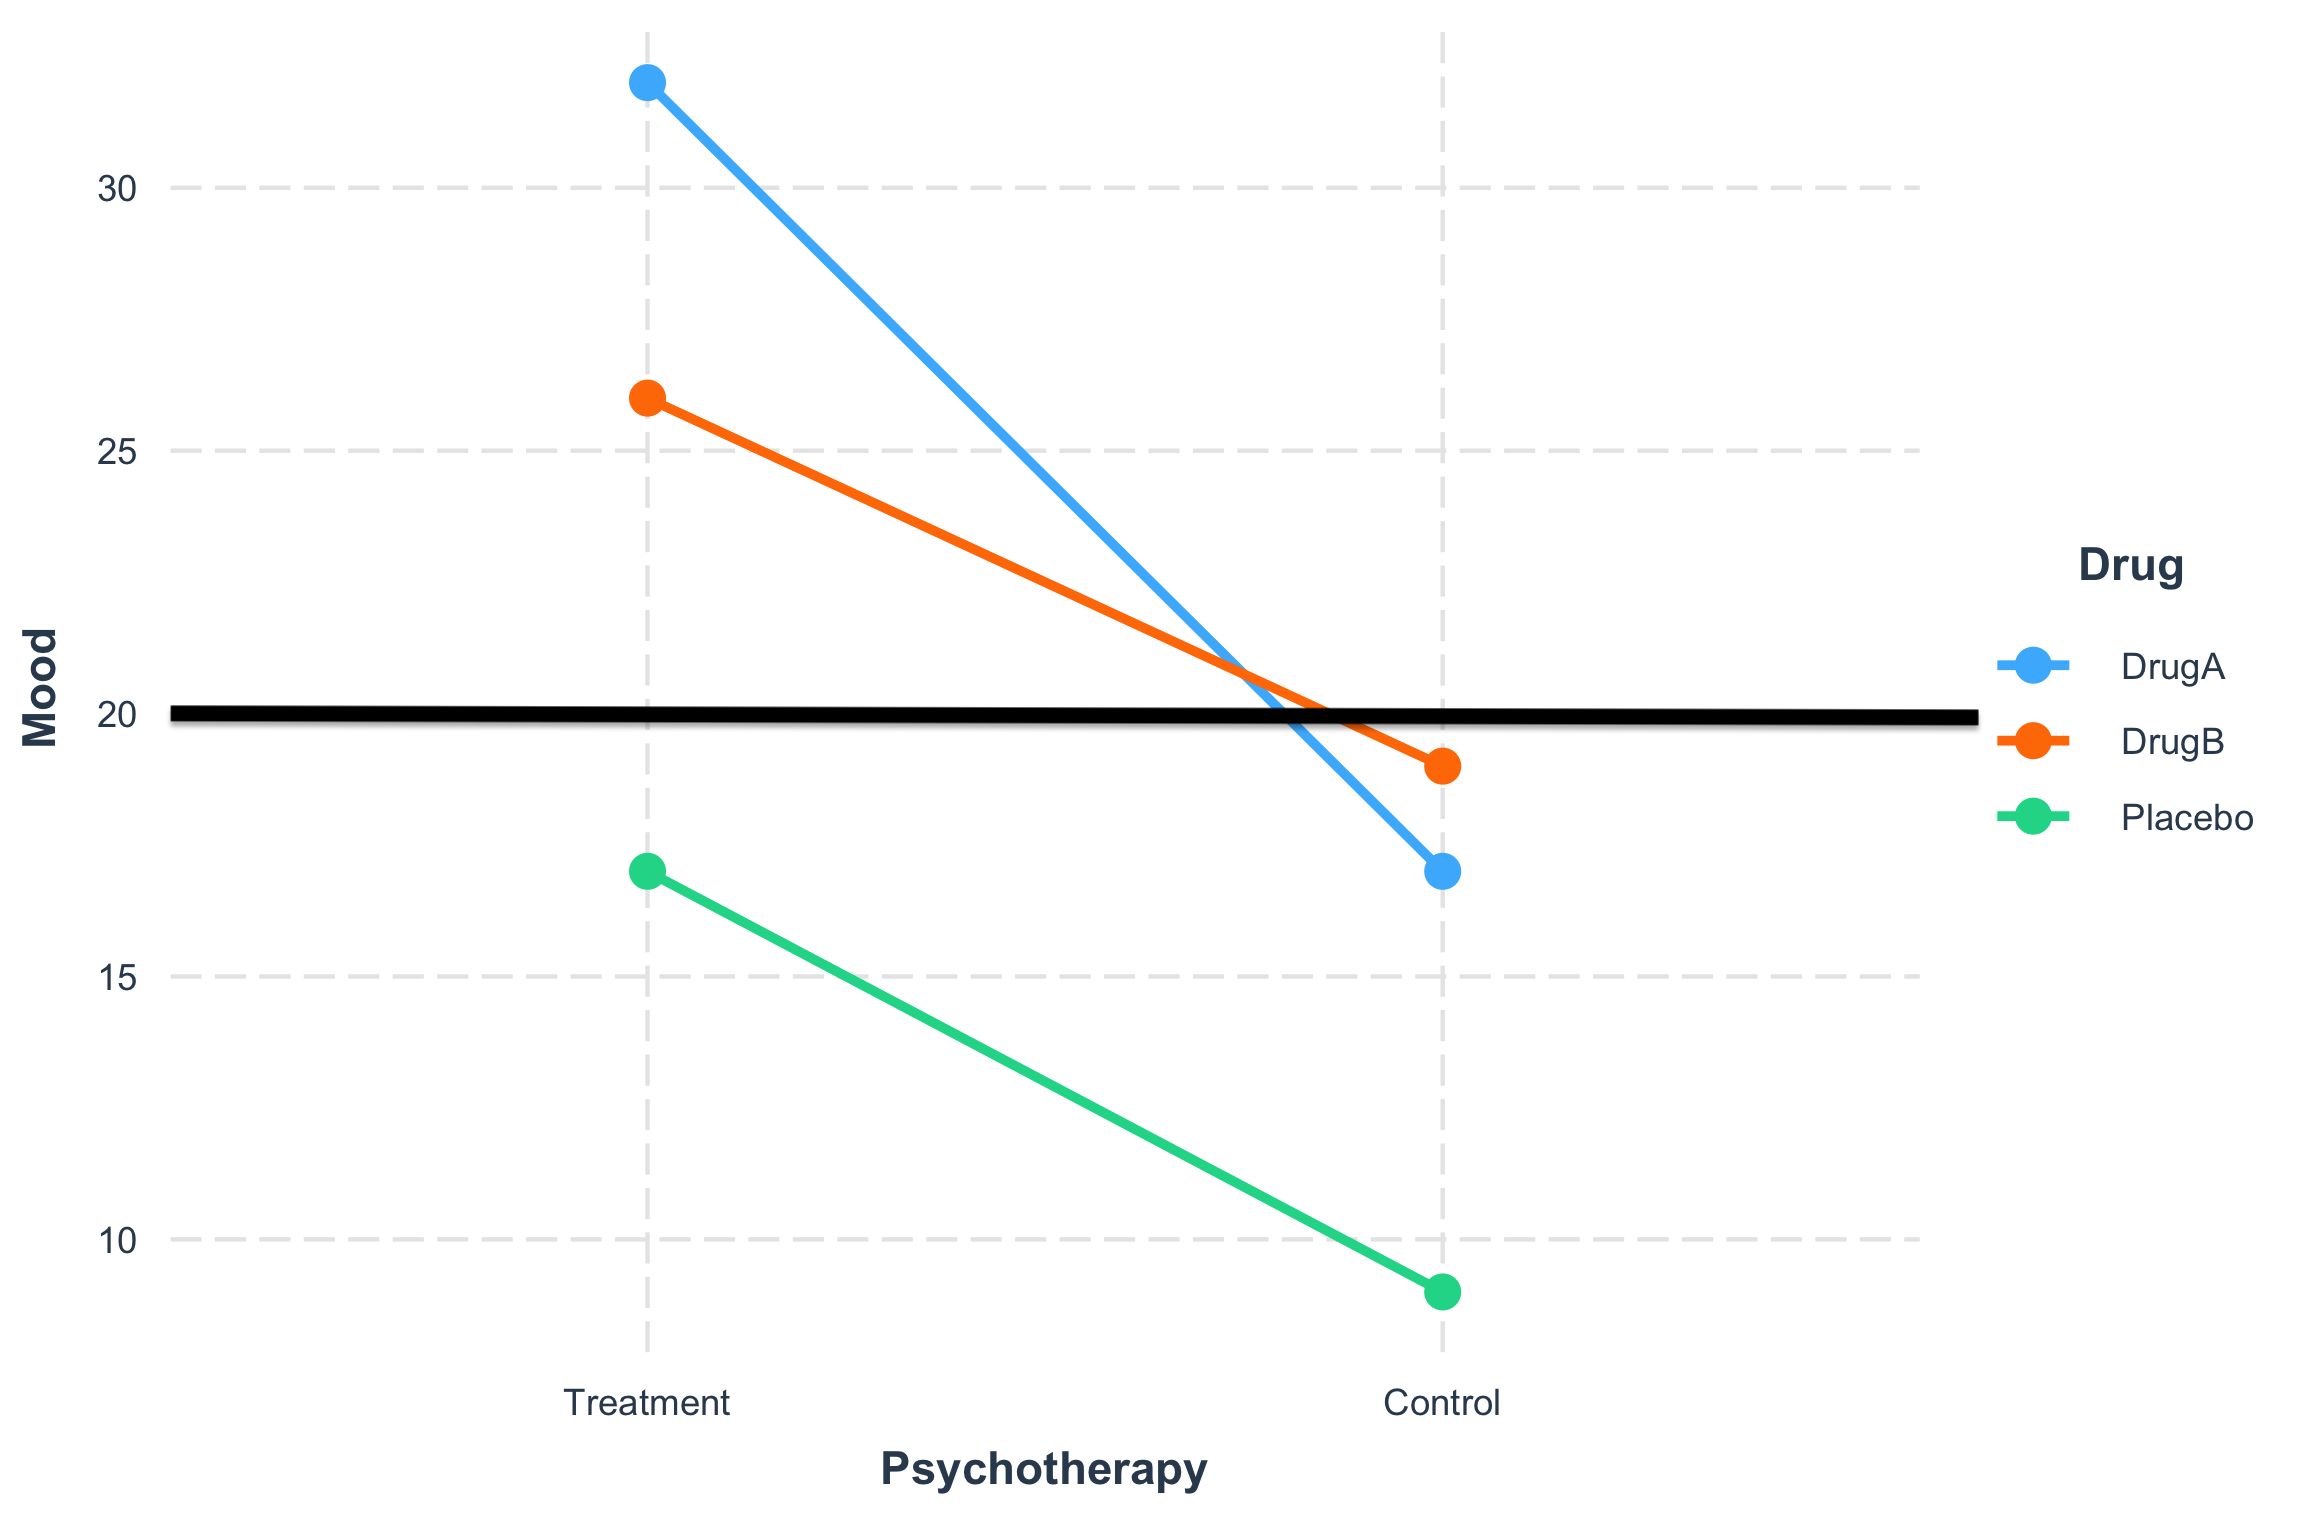 30
25
20
15
10
Mood
Treatment
Control
Psychotherapy
Drug
DrugA
DrugB
Placebo